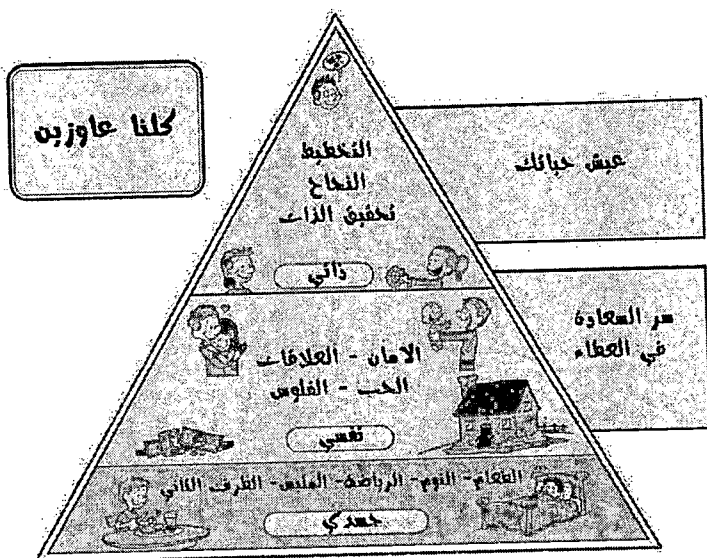 كلنا عاوزين
التخطيط
النجاح
تحقيق الذات
ذاتي
عيش حياتك
الامان - العلاقات
الحب - الفلوس
نفسي
سر السعادة
في العطاء
الطعام - النوم - الرياضة - الملبس - الطرف الثاني
جسدي